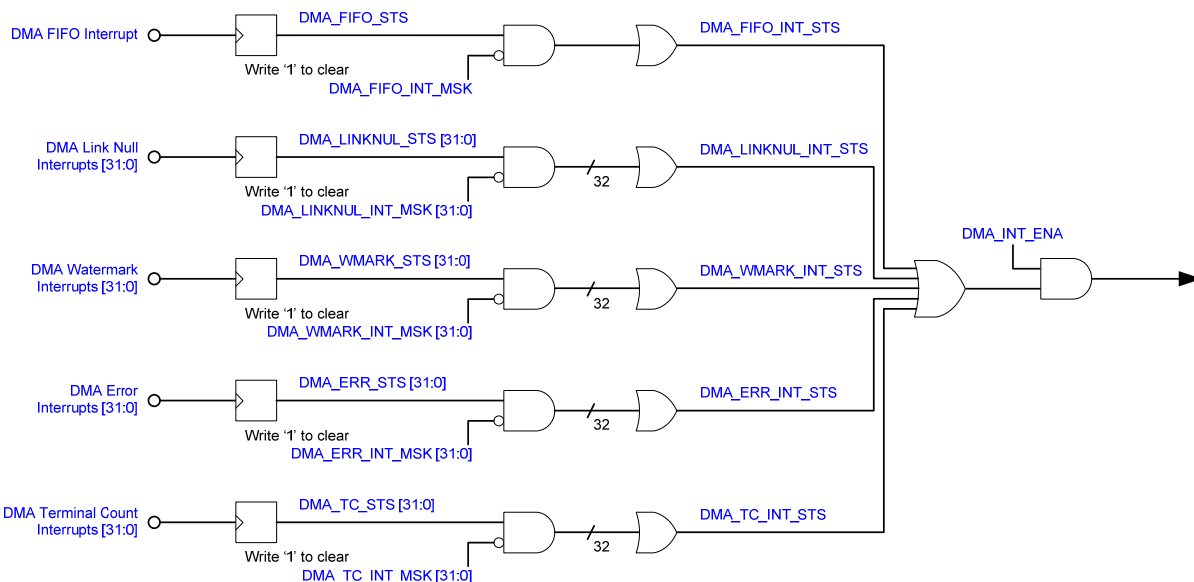 DMA FIFO Interrupt
DMA_FIFO_STS
Write ‘1’ to clear
DMA_FIFO_INT_MSK
DMA_FIFO_INT_STS
DMA Link Null
Interrupts [31:0]
DMA_LINKNUL_STS [31:0]
Write ‘1’ to clear
DMA_LINKNUL_INT_MSK [31:0]
32
DMA_LINKNUL_INT_STS
DMA Watermark
Interrupts [31:0]
DMA_WMARK_STS [31:0]
Write ‘1’ to clear
DMA_WMARK_INT_MSK [31:0]
32
DMA_WMARK_INT_STS
DMA_INT_ENA
DMA Error
Interrupts [31:0]
DMA_ERR_STS [31:0]
Write ‘1’ to clear
DMA_ERR_INT_MSK [31:0]
32
DMA_ERR_INT_STS
DMA Terminal Count
Interrupts [31:0]
DMA_TC_STS [31:0]
Write ‘1’ to clear
DMA_TC_INT_MSK [31:0]
32
DMA_TC_INT_STS